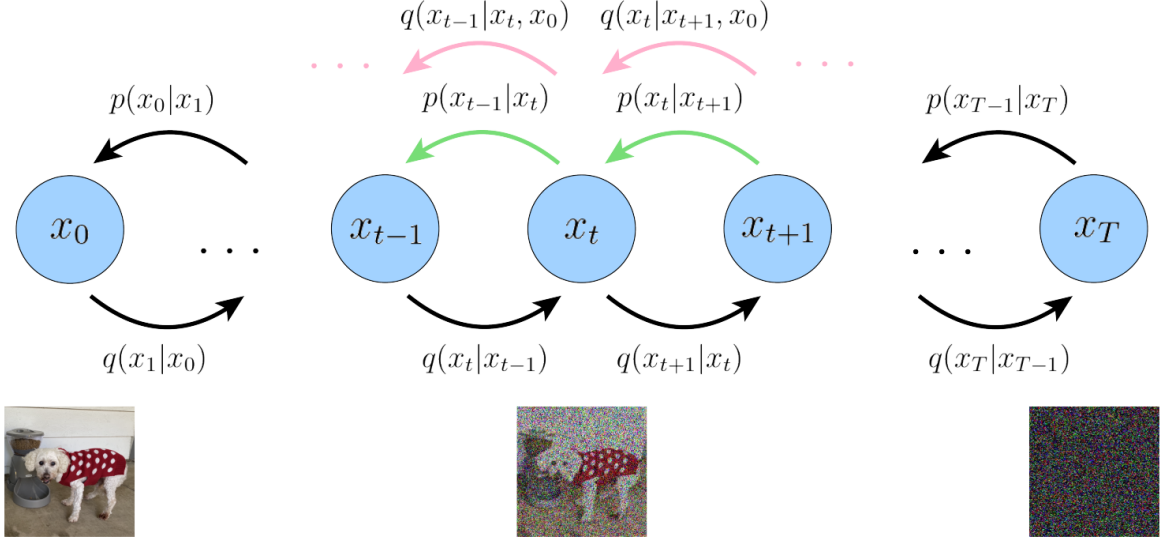 q(x_{t-1}|x_t, x_0) q(x_t|x_{t+1}, x_0)
. . . . . .
p(x_0|x_1) p(x_{t-1}|x_t) p(x_t|x_{t+1}) p(x_{T-1}|x_T)
x_0 . . . x_{t-1} x_t x_{t+1} . . . x_T
q(x_1|x_0) q(x_t|x_{t-1}) q(x_{t+1}|x_t) q(x_T|x_{T-1})